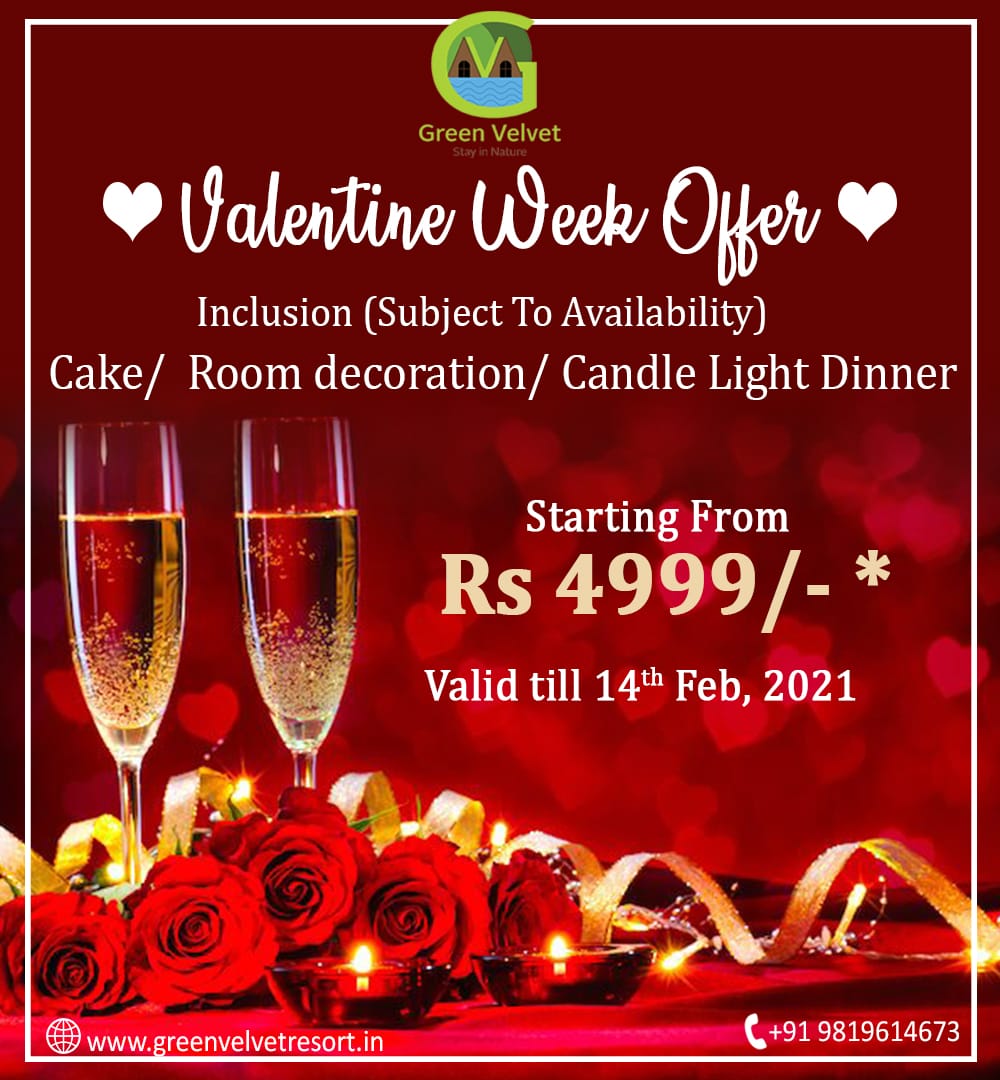 Green Velvet
Stay in Nature
Valentine Week Offer
Inclusion (Subject To Availability)
Cake/ Room decoration/ Candle Light Dinner
Starting From
Rs 4999/- *
Valid till 14th Feb, 2021
www.greenvelvetresort.in
+91 9819614673